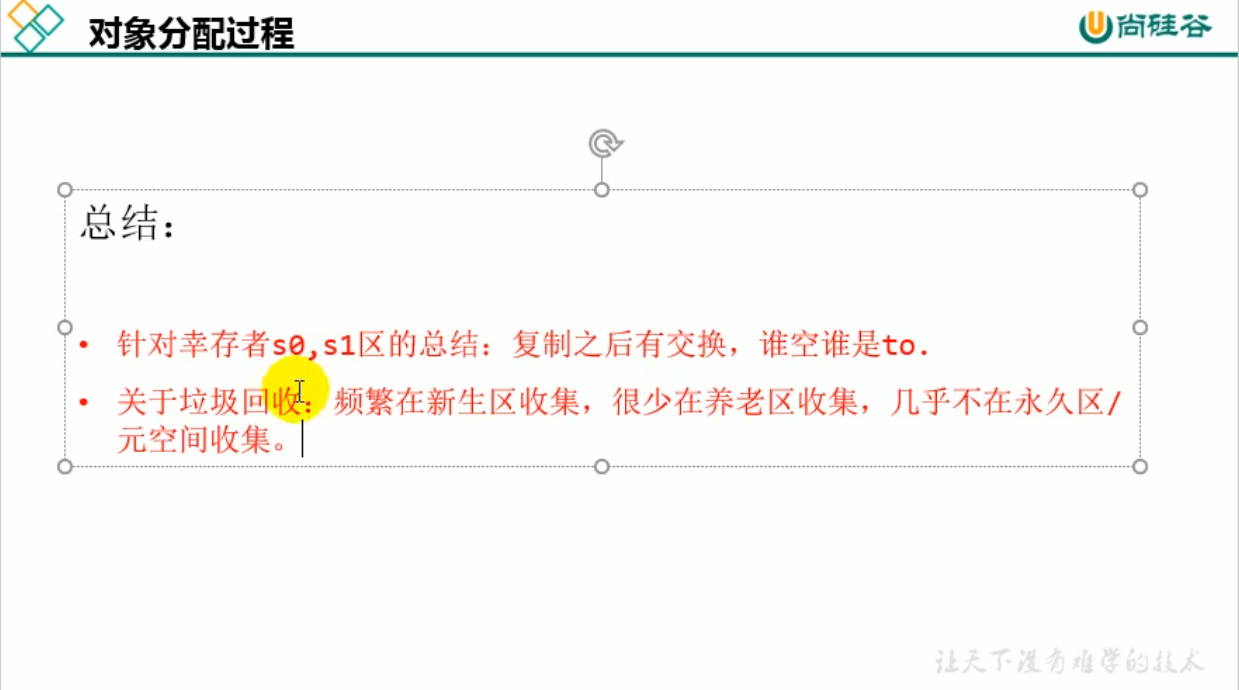 对象分配过程
尚硅谷
总结：
• 针对幸存者s0,s1区的总结：复制之后有交换，谁空谁是to.
• 关于垃圾回收：频繁在新生区收集，很少在养老区收集，几乎不在永久区/
元空间收集。
让天下没有难学的技术